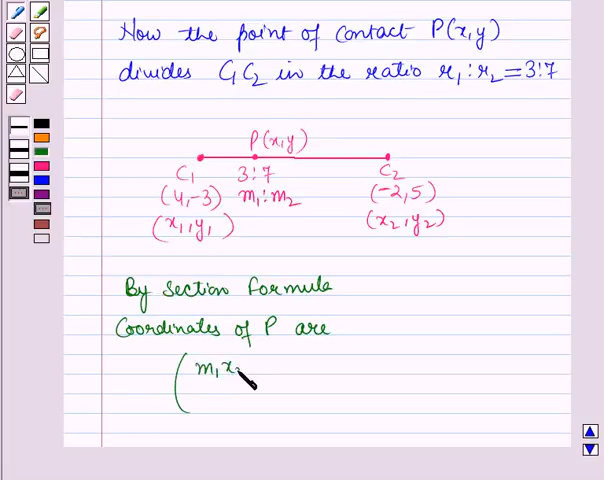 Now the point of contact P(x,y)
divides C1C2 in the ratio r1:r2=3:7
P(x,y)
C1 3:7 C2
(4,-3) m1:m2 (-2,5)
(x1,y1) (x2,y2)
By Section Formula
Coordinates of P are
(m1x